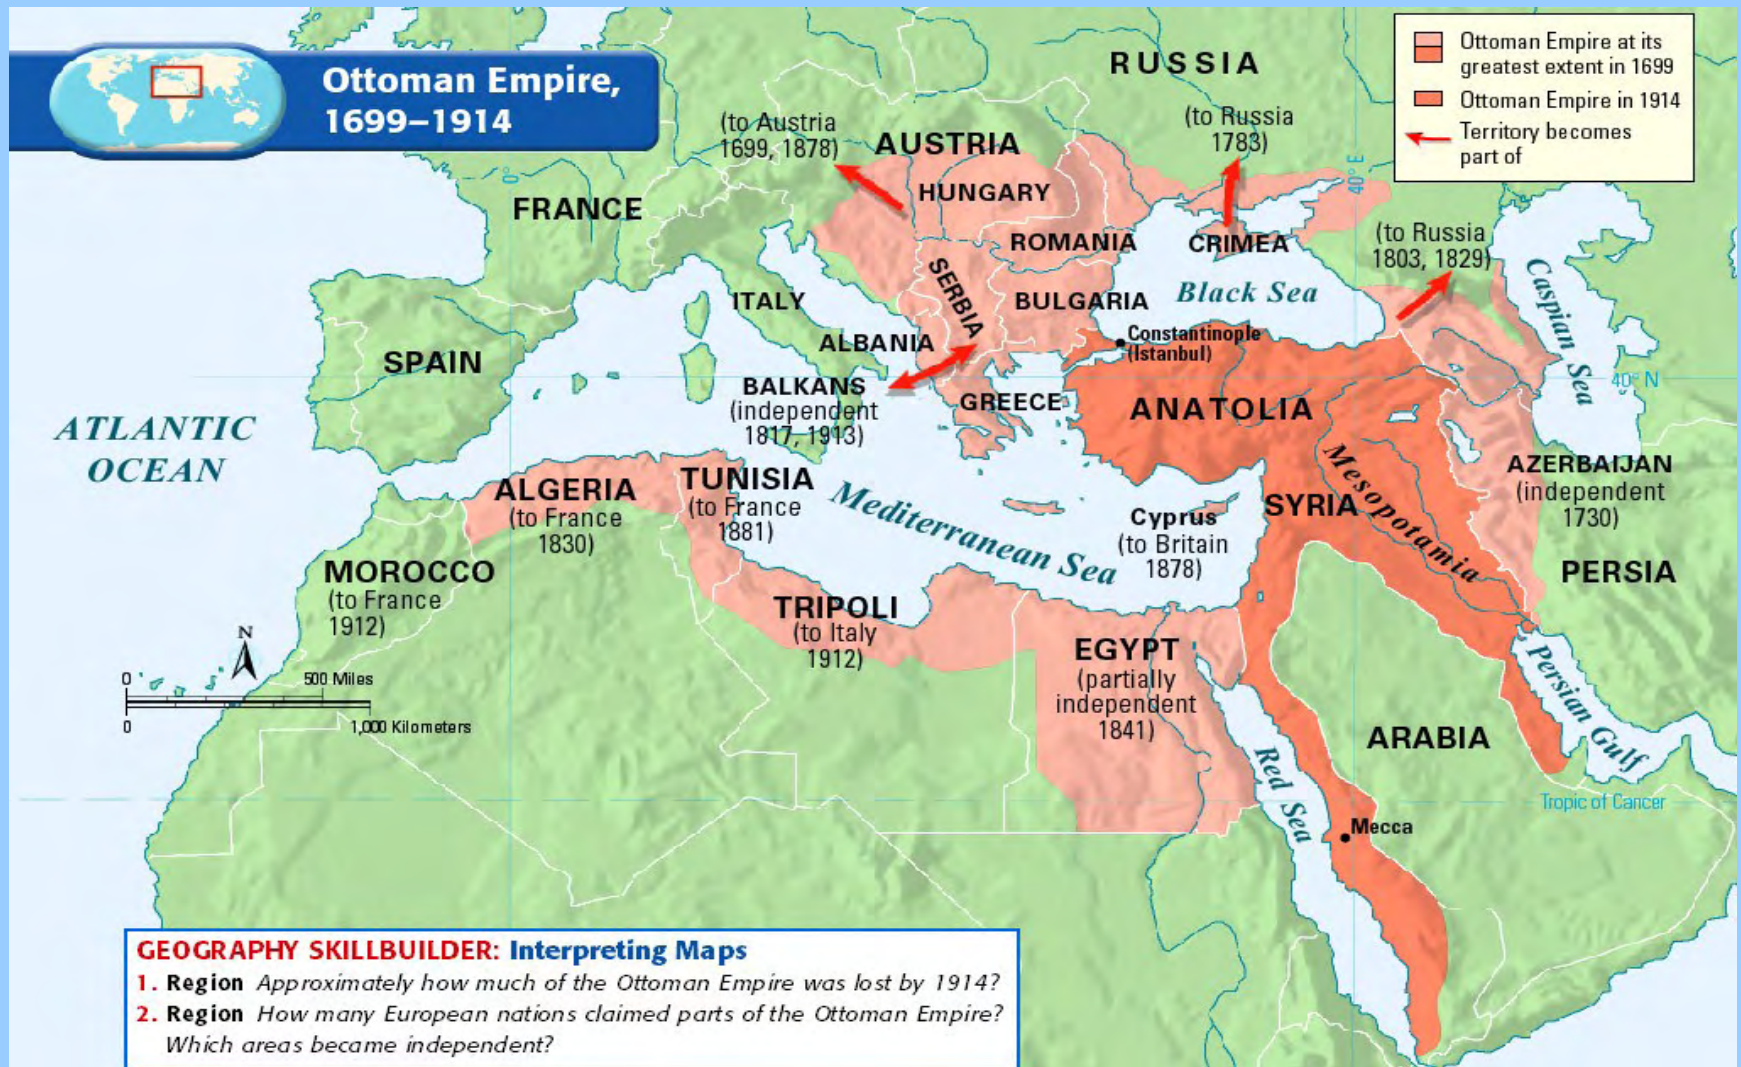 Ottoman Empire,
1699–1914
Ottoman Empire at its
greatest extent in 1699
Ottoman Empire in 1914
Territory becomes
part of
RUSSIA
(to Austria
1699, 1878)
AUSTRIA
(to Russia
1783)
HUNGARY
FRANCE
0°
40° E
ROMANIA
CRIMEA
(to Russia
1803, 1829)
SERBIA
BULGARIA
Black Sea
Caspian Sea
ITALY
ALBANIA
Constantinople
(Istanbul)
SPAIN
BALKANS
(independent
1817, 1913)
GREECE
ANATOLIA
40° N
ATLANTIC
OCEAN
Mesopotamia
AZERBAIJAN
(independent
1730)
ALGERIA
(to France
1830)
TUNISIA
(to France
1881)
Mediterranean Sea
Cyprus
(to Britain
1878)
SYRIA
PERSIA
MOROCCO
(to France
1912)
TRIPOLI
(to Italy
1912)
EGYPT
(partially
independent
1841)
Persian Gulf
N
0 500 Miles
0 1,000 Kilometers
ARABIA
Red Sea
Tropic of Cancer
Mecca
GEOGRAPHY SKILLBUILDER: Interpreting Maps
1. Region Approximately how much of the Ottoman Empire was lost by 1914?
2. Region How many European nations claimed parts of the Ottoman Empire?
Which areas became independent?